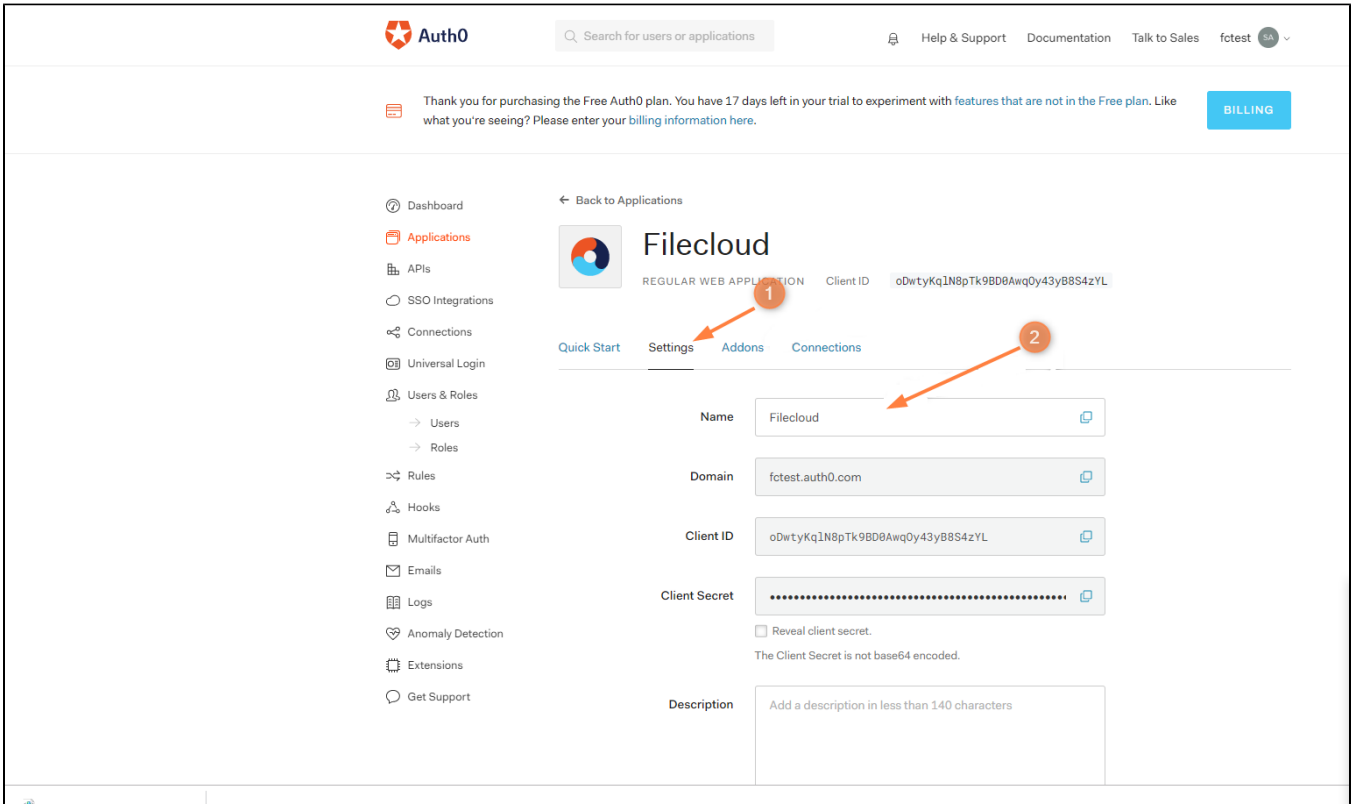 Auth0
Search for users or applications
Help & Support
Documentation
Talk to Sales
fctest
SA
Thank you for purchasing the Free Auth0 plan. You have 17 days left in your trial to experiment with features that are not in the Free plan. Like
what you're seeing? Please enter your billing information here.
BILLING
Dashboard
Applications
APIs
SSO Integrations
Connections
Universal Login
Users & Roles
Users
Roles
Rules
Hooks
Multifactor Auth
Emails
Logs
Anomaly Detection
Extensions
Get Support
← Back to Applications
Filecloud
REGULAR WEB APPLICATION
Client ID
oDwtyKqlN8pTk9BD0AwqOy43yB8S4zYL
1
Quick Start
Settings
Addons
Connections
2
Name
Filecloud
Domain
fctest.auth0.com
Client ID
oDwtyKqlN8pTk9BD0AwqOy43yB8S4zYL
Client Secret
Reveal client secret.
The Client Secret is not base64 encoded.
Description
Add a description in less than 140 characters